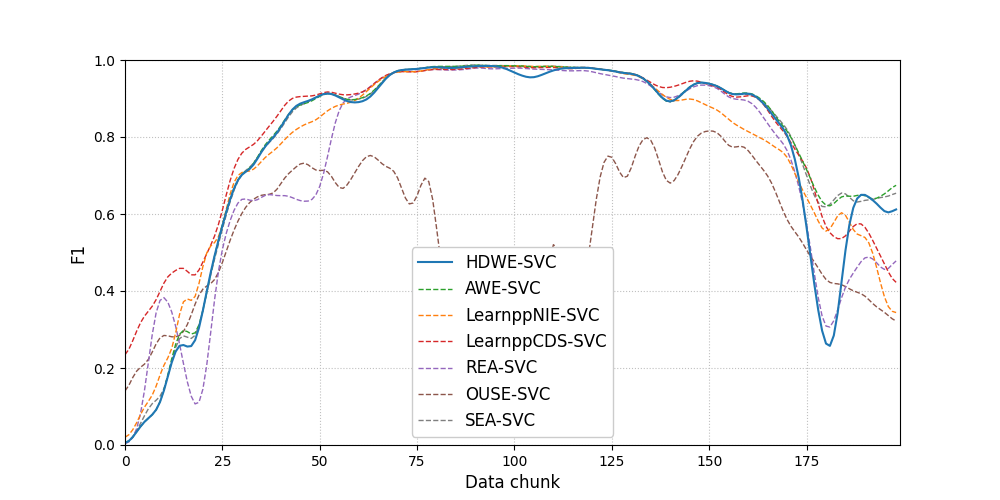 1.0
0.8
0.6
0.4
0.2
0.0
F1
HDWE-SVC
AWE-SVC
LearnppNIE-SVC
LearnppCDS-SVC
REA-SVC
OUSE-SVC
SEA-SVC
0 25 50 75 100 125 150 175
Data chunk